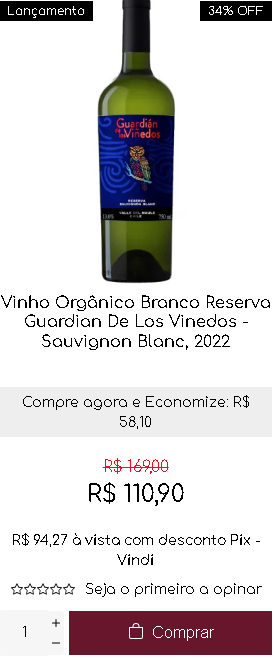 Lançamento
34% OFF
Guardián
de los Viñedos
RESERVA
SAUVIGNON BLANC
VALLE DEL MAULE
750 ml
Vinho Orgânico Branco Reserva
Guardian De Los Vinedos -
Sauvignon Blanc, 2022
Compre agora e Economize: R$
58,10
R$ 169,00
R$ 110,90
R$ 94,27 à vista com desconto Pix -
Vindi
Seja o primeiro a opinar
1
+
−
Comprar